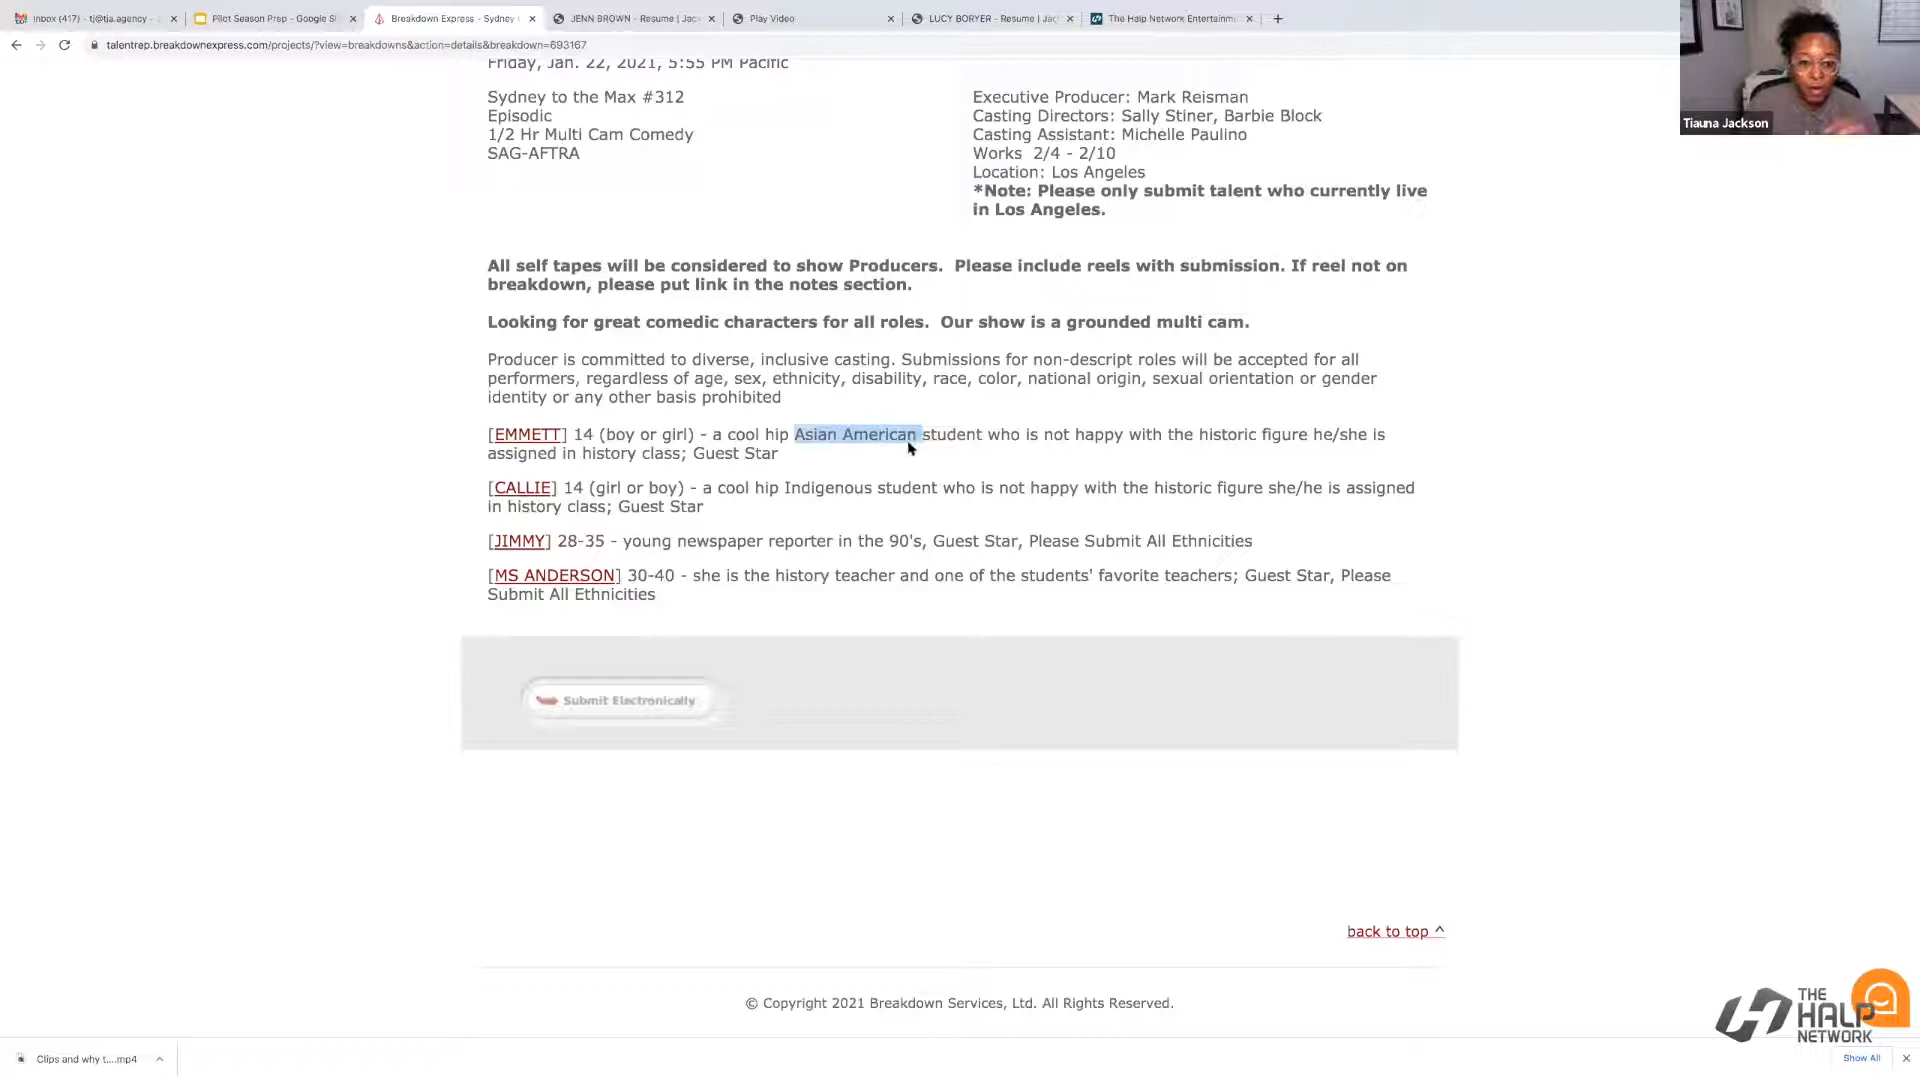 Inbox (417) - tj@tja.agency -
Pilot Season Prep - Google Sl
Breakdown Express - Sydney
JENN BROWN - Resume | Jac
Play Video
LUCY BORYER - Resume | Jac
The Halp Network Entertainm
talentrep.breakdownexpress.com/projects/?view=breakdowns&action=details&breakdown=693167
Friday, Jan. 22, 2021, 5:55 PM Pacific
Tiauna Jackson
Sydney to the Max #312
Episodic
1/2 Hr Multi Cam Comedy
SAG-AFTRA
Executive Producer: Mark Reisman
Casting Directors: Sally Stiner, Barbie Block
Casting Assistant: Michelle Paulino
Works 2/4 - 2/10
Location: Los Angeles
*Note: Please only submit talent who currently live
in Los Angeles.
All self tapes will be considered to show Producers. Please include reels with submission. If reel not on
breakdown, please put link in the notes section.
Looking for great comedic characters for all roles. Our show is a grounded multi cam.
Producer is committed to diverse, inclusive casting. Submissions for non-descript roles will be accepted for all
performers, regardless of age, sex, ethnicity, disability, race, color, national origin, sexual orientation or gender
identity or any other basis prohibited
[EMMETT] 14 (boy or girl) - a cool hip Asian American student who is not happy with the historic figure he/she is
assigned in history class; Guest Star
[CALLIE] 14 (girl or boy) - a cool hip Indigenous student who is not happy with the historic figure she/he is assigned
in history class; Guest Star
[JIMMY] 28-35 - young newspaper reporter in the 90's, Guest Star, Please Submit All Ethnicities
[MS ANDERSON] 30-40 - she is the history teacher and one of the students' favorite teachers; Guest Star, Please
Submit All Ethnicities
Submit Electronically
back to top ^
© Copyright 2021 Breakdown Services, Ltd. All Rights Reserved.
THE
HALP
NETWORK
Clips and why t....mp4
Show All